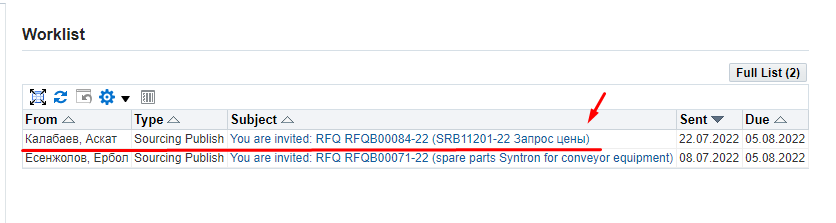 Worklist
Full List (2)
From Type Subject Sent Due
Калабаев, Аскат Sourcing Publish You are invited: RFQ RFQB00084-22 (SRB11201-22 Запрос цены) 22.07.2022 05.08.2022
Есенжолов, Ербол Sourcing Publish You are invited: RFQ RFQB00071-22 (spare parts Syntron for conveyor equipment) 08.07.2022 05.08.2022